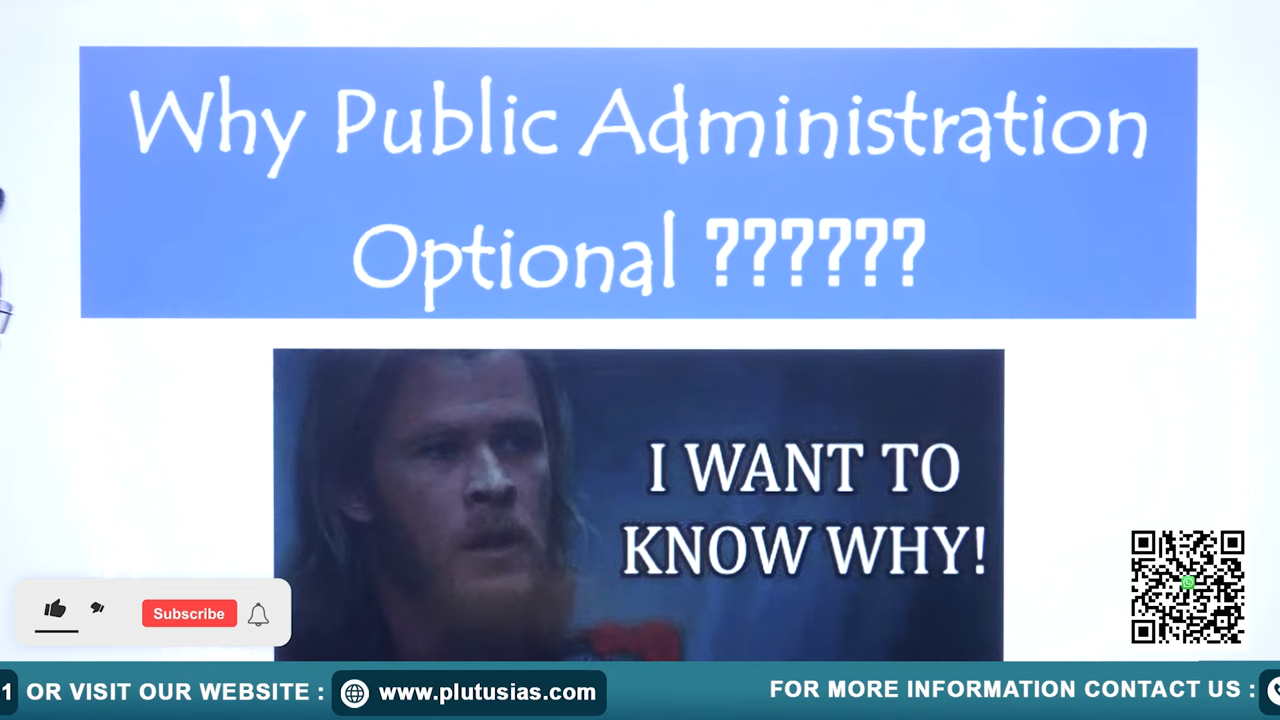 Why Public Administration
Optional ??????
I WANT TO
KNOW WHY!
Subscribe
1 OR VISIT OUR WEBSITE : www.plutusias.com FOR MORE INFORMATION CONTACT US :